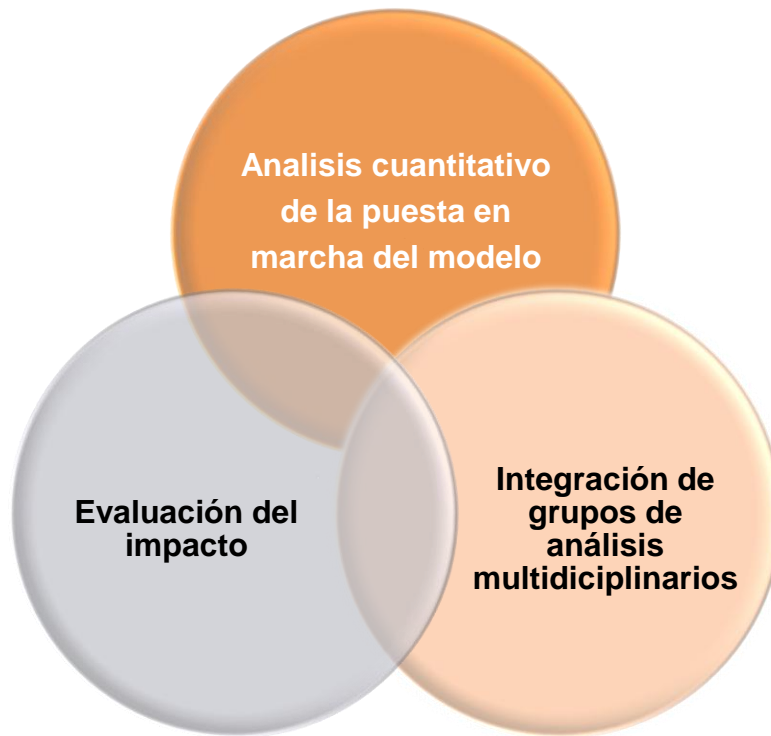 Analisis cuantitativo
de la puesta en
marcha del modelo
Evaluación del
impacto
Integración de
grupos de
análisis
multidiciplinarios